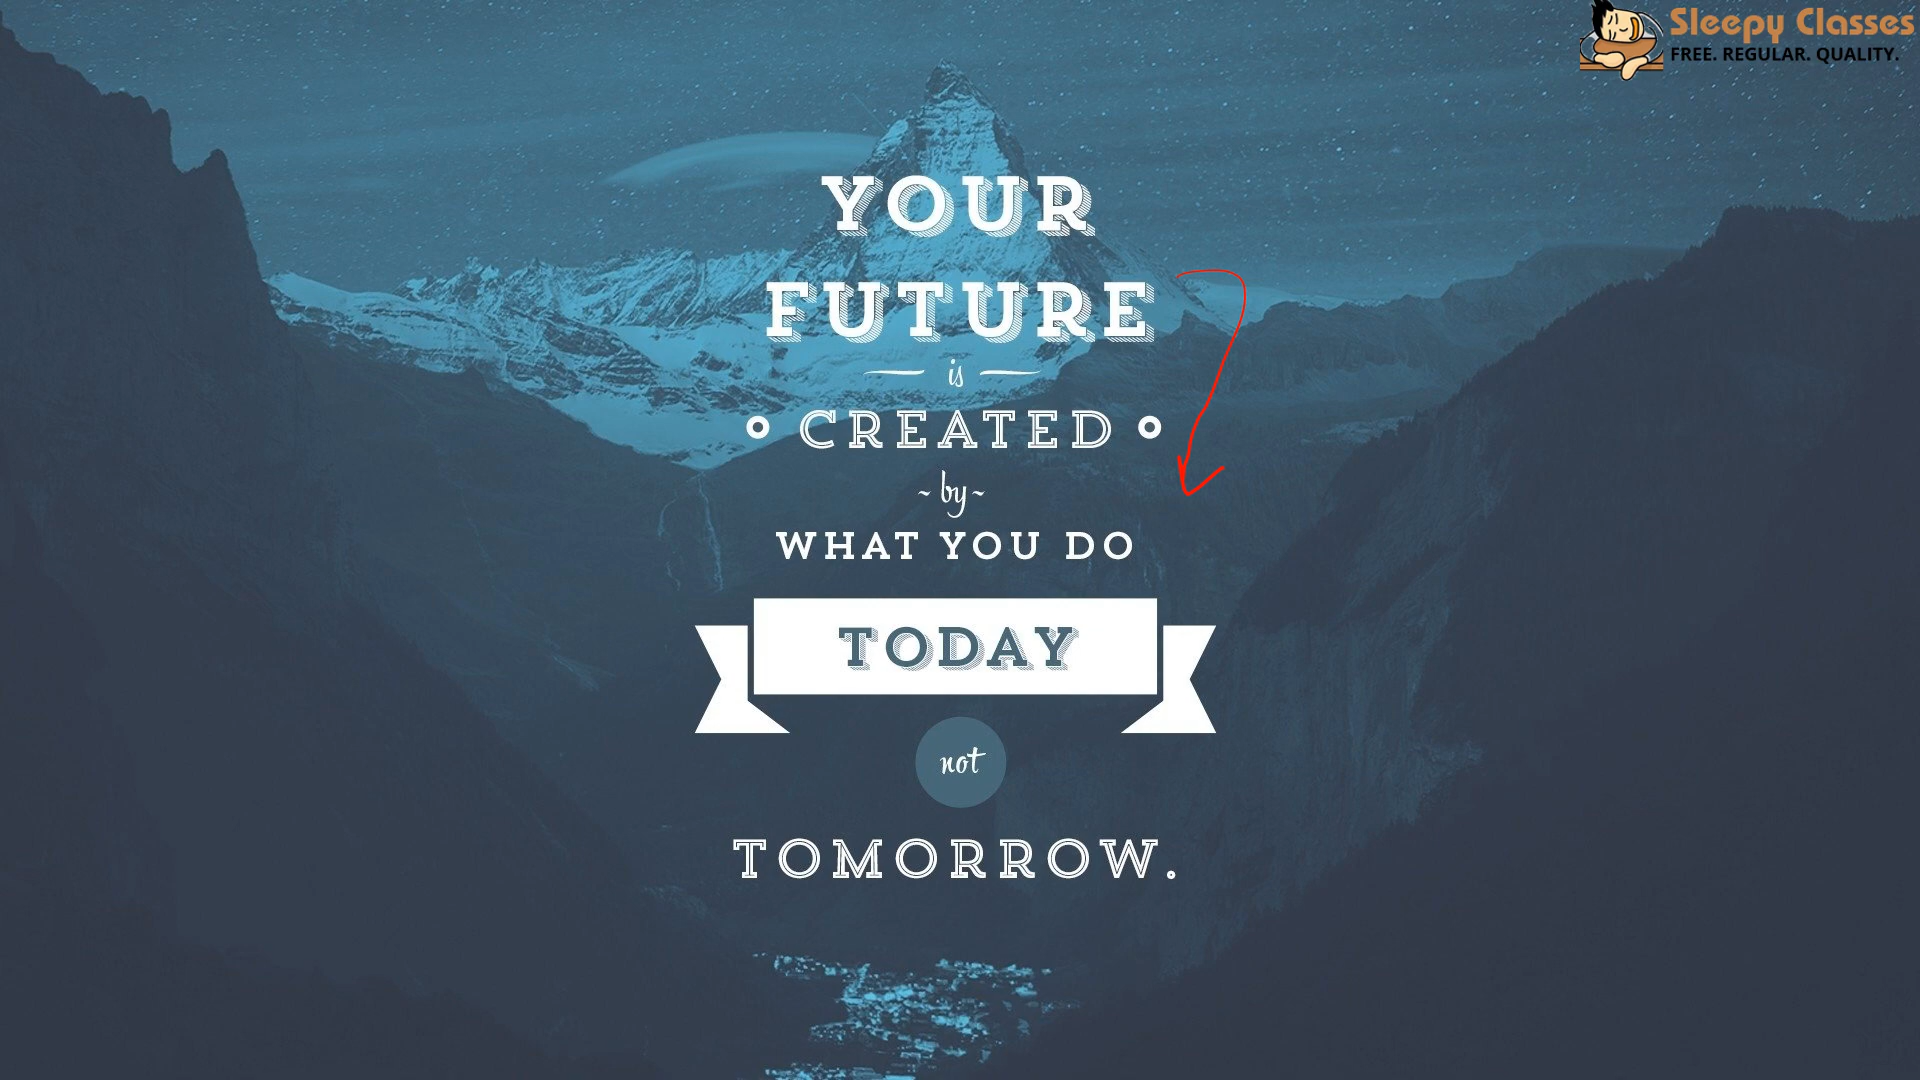 Sleepy Classes
FREE. REGULAR. QUALITY.
YOUR
FUTURE
is
CREATED
~ by ~
WHAT YOU DO
TODAY
not
TOMORROW.